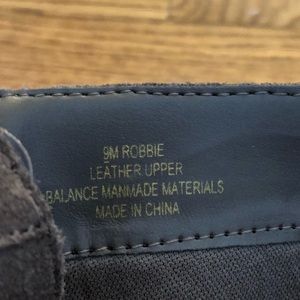 9M ROBBIE
LEATHER UPPER
BALANCE MANMADE MATERIALS
MADE IN CHINA